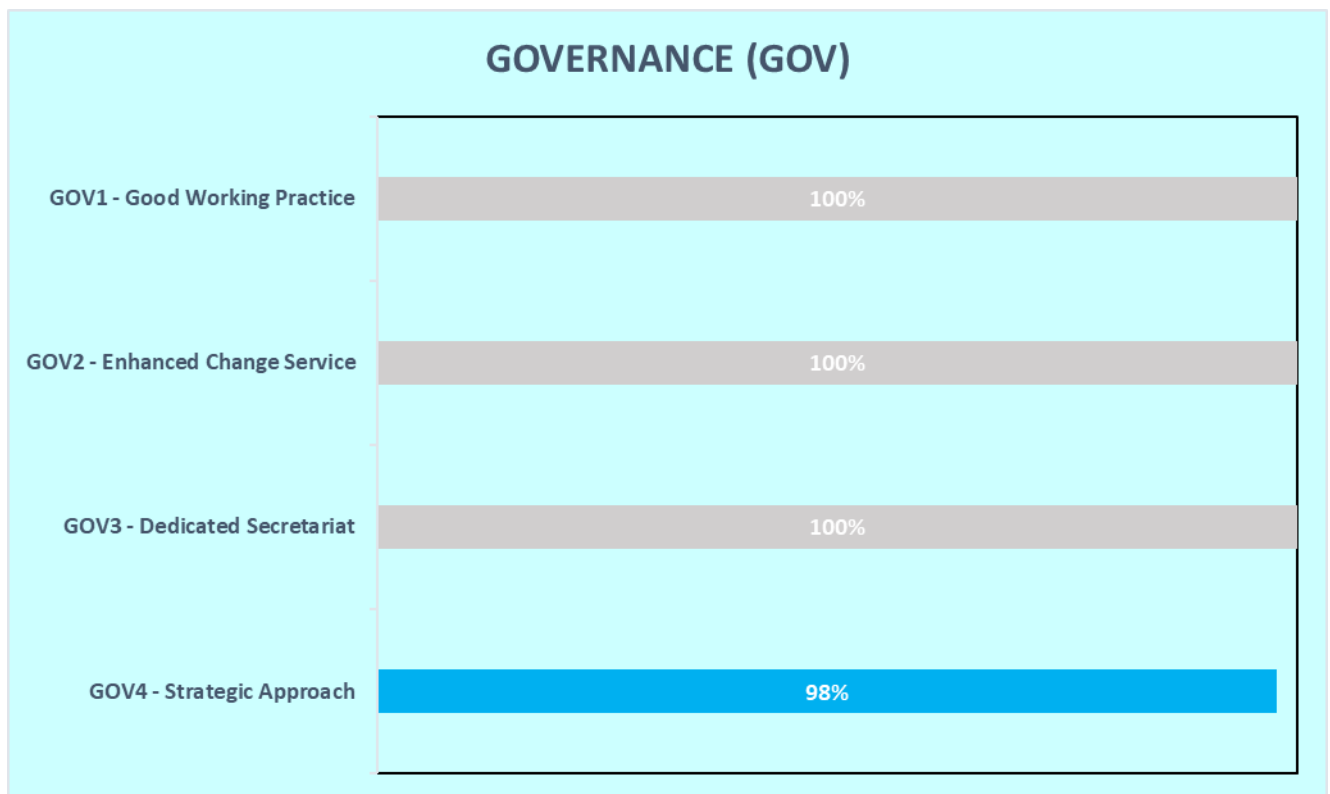 GOVERNANCE (GOV)
GOV1 - Good Working Practice
100%
GOV2 - Enhanced Change Service
100%
GOV3 - Dedicated Secretariat
100%
GOV4 - Strategic Approach
98%